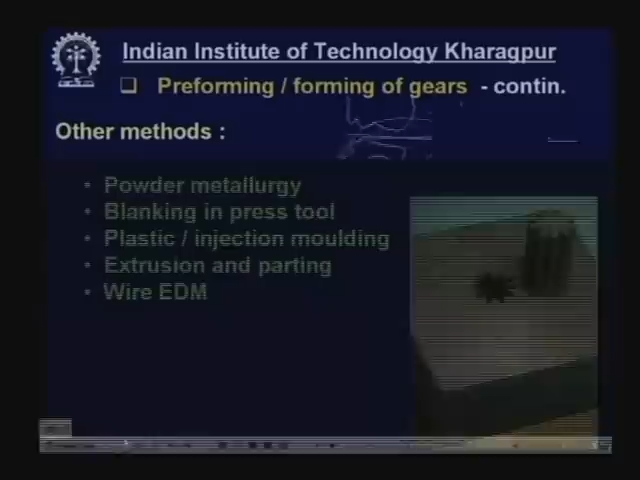 Indian Institute of Technology Kharagpur
❑ Preforming / forming of gears - contin.
Other methods :
• Powder metallurgy
• Blanking in press tool
• Plastic / injection moulding
• Extrusion and parting
• Wire EDM